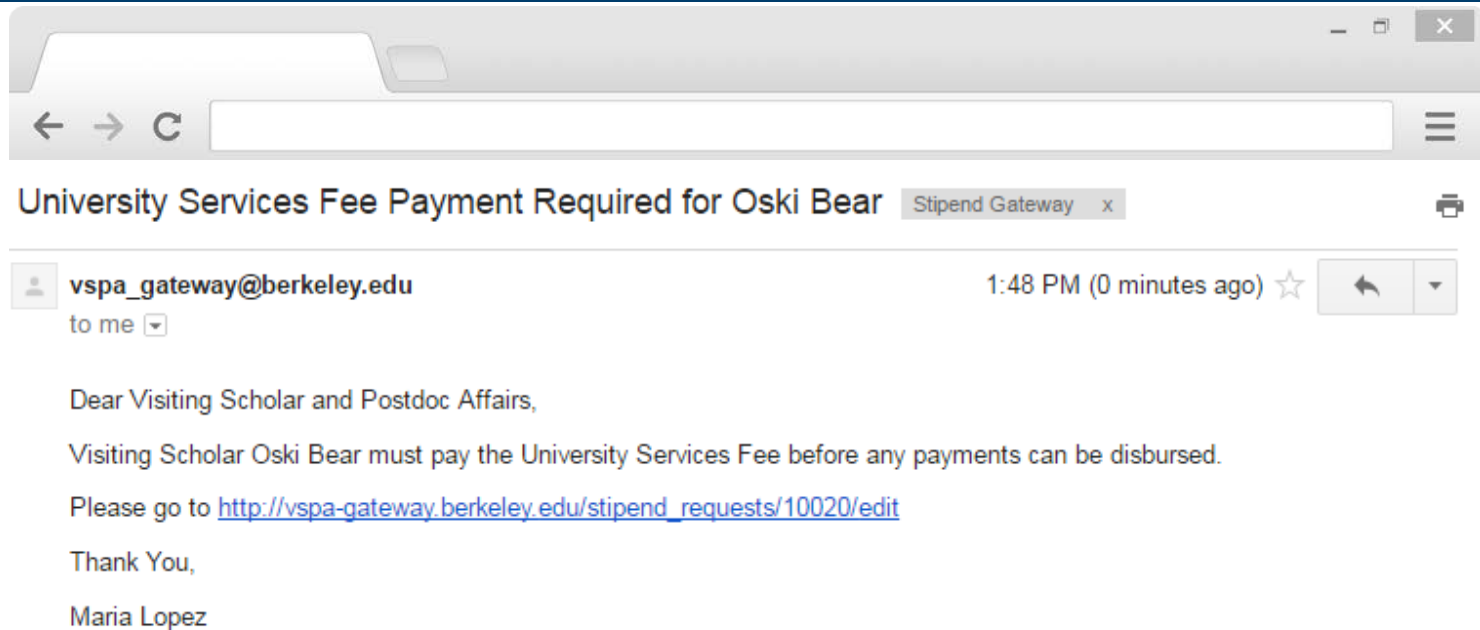 University Services Fee Payment Required for Oski Bear Stipend Gateway x
vspa_gateway@berkeley.edu 1:48 PM (0 minutes ago)
to me
Dear Visiting Scholar and Postdoc Affairs,
Visiting Scholar Oski Bear must pay the University Services Fee before any payments can be disbursed.
Please go to http://vspa-gateway.berkeley.edu/stipend_requests/10020/edit
Thank You,
Maria Lopez